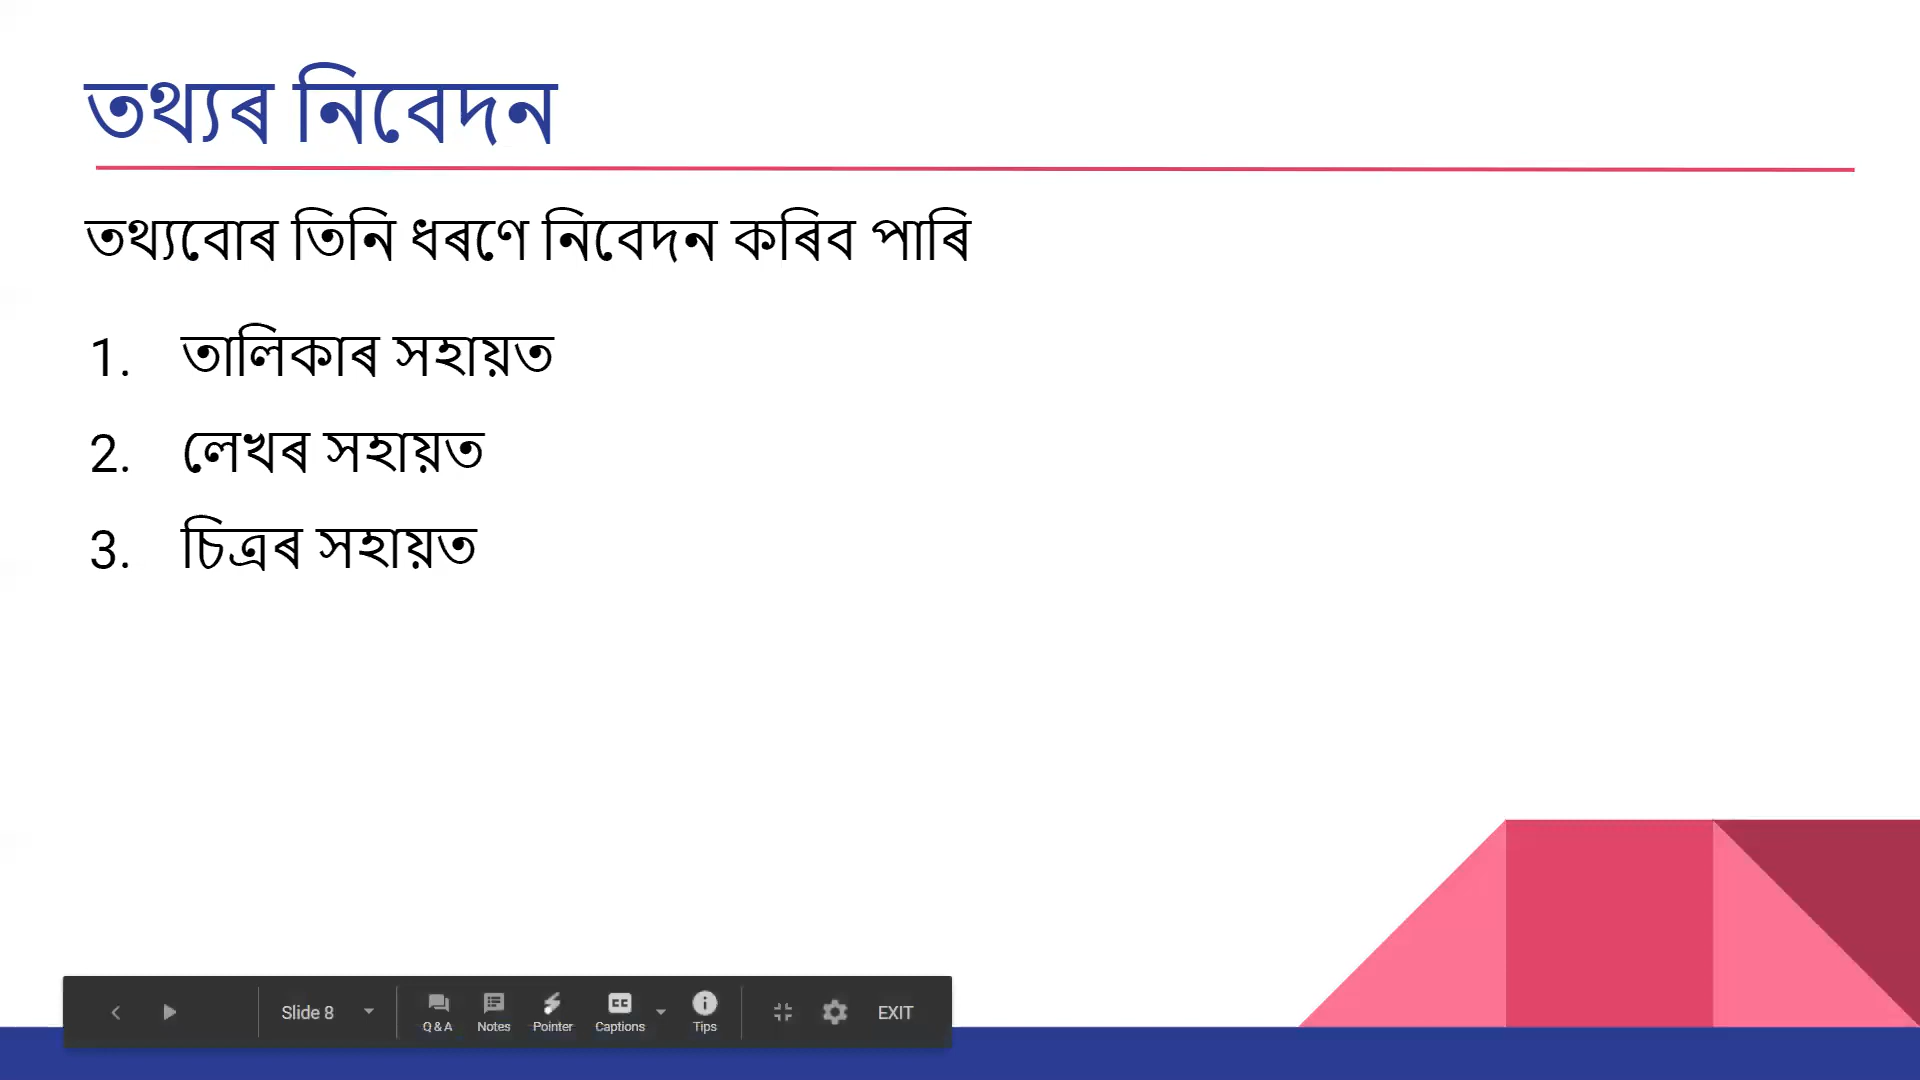 তথ্যৰ নিবেদন
তথ্যবোৰ তিনি ধৰণে নিবেদন কৰিব পাৰি
1. তালিকাৰ সহায়ত
2. লেখৰ সহায়ত
3. চিত্ৰৰ সহায়ত
Slide 8 Q & A Notes Pointer Captions Tips EXIT